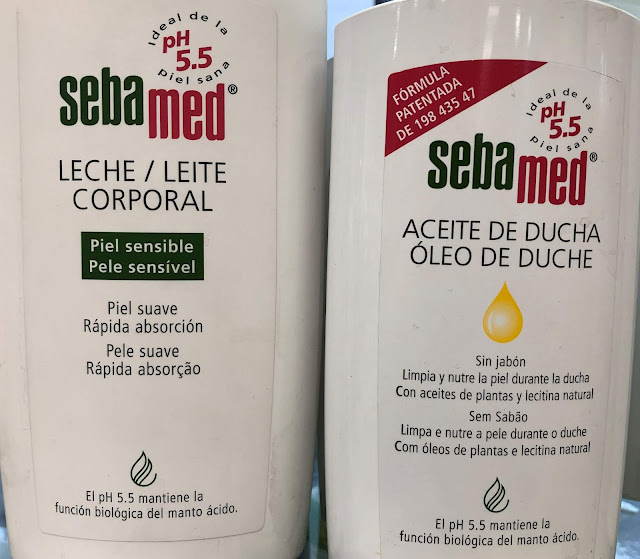 Ideal de la
pH
5.5
piel sana
sebamed®
LECHE / LEITE
CORPORAL
Piel sensible
Pele sensível
Piel suave
Rápida absorción
Pele suave
Rápida absorção
El pH 5.5 mantiene la
función biológica del manto ácido.
FÓRMULA
PATENTADA
DE 198 435 47
Ideal de la
pH
5.5
piel sana
sebamed®
ACEITE DE DUCHA
ÓLEO DE DUCHE
Sin jabón
Limpia y nutre la piel durante la ducha
Con aceites de plantas y lecitina natural
Sem Sabão
Limpa e nutre a pele durante o duche
Com óleos de plantas e lecitina natural
El pH 5.5 mantiene la
función biológica del manto ácido.